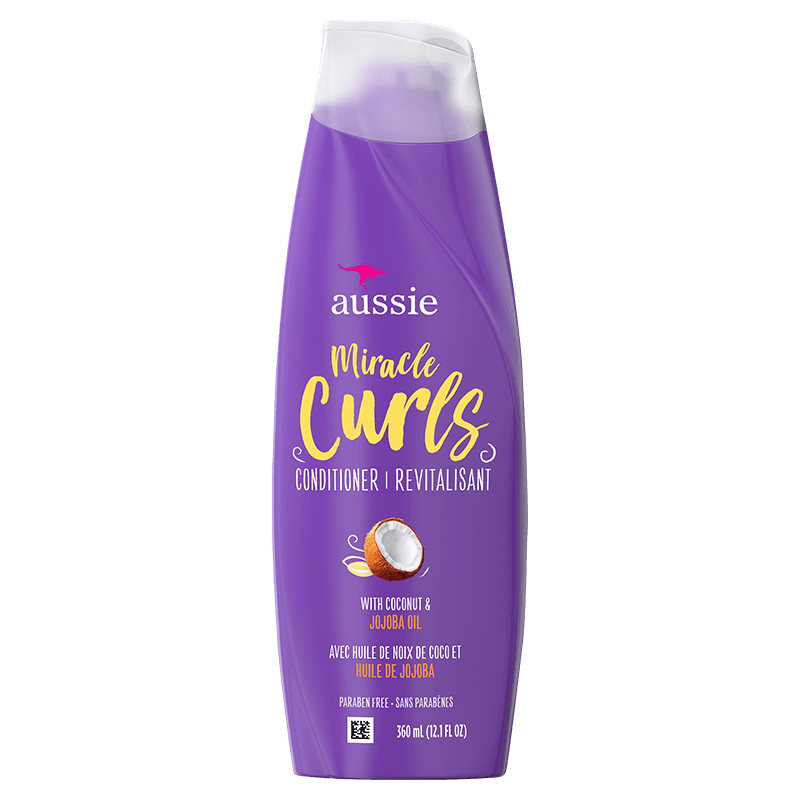 aussie
Miracle
Curls
CONDITIONER | REVITALISANT
WITH COCONUT &
JOJOBA OIL
AVEC HUILE DE NOIX DE COCO ET
HUILE DE JOJOBA
PARABEN FREE • SANS PARABÈNES
360 mL (12.1 FL OZ)